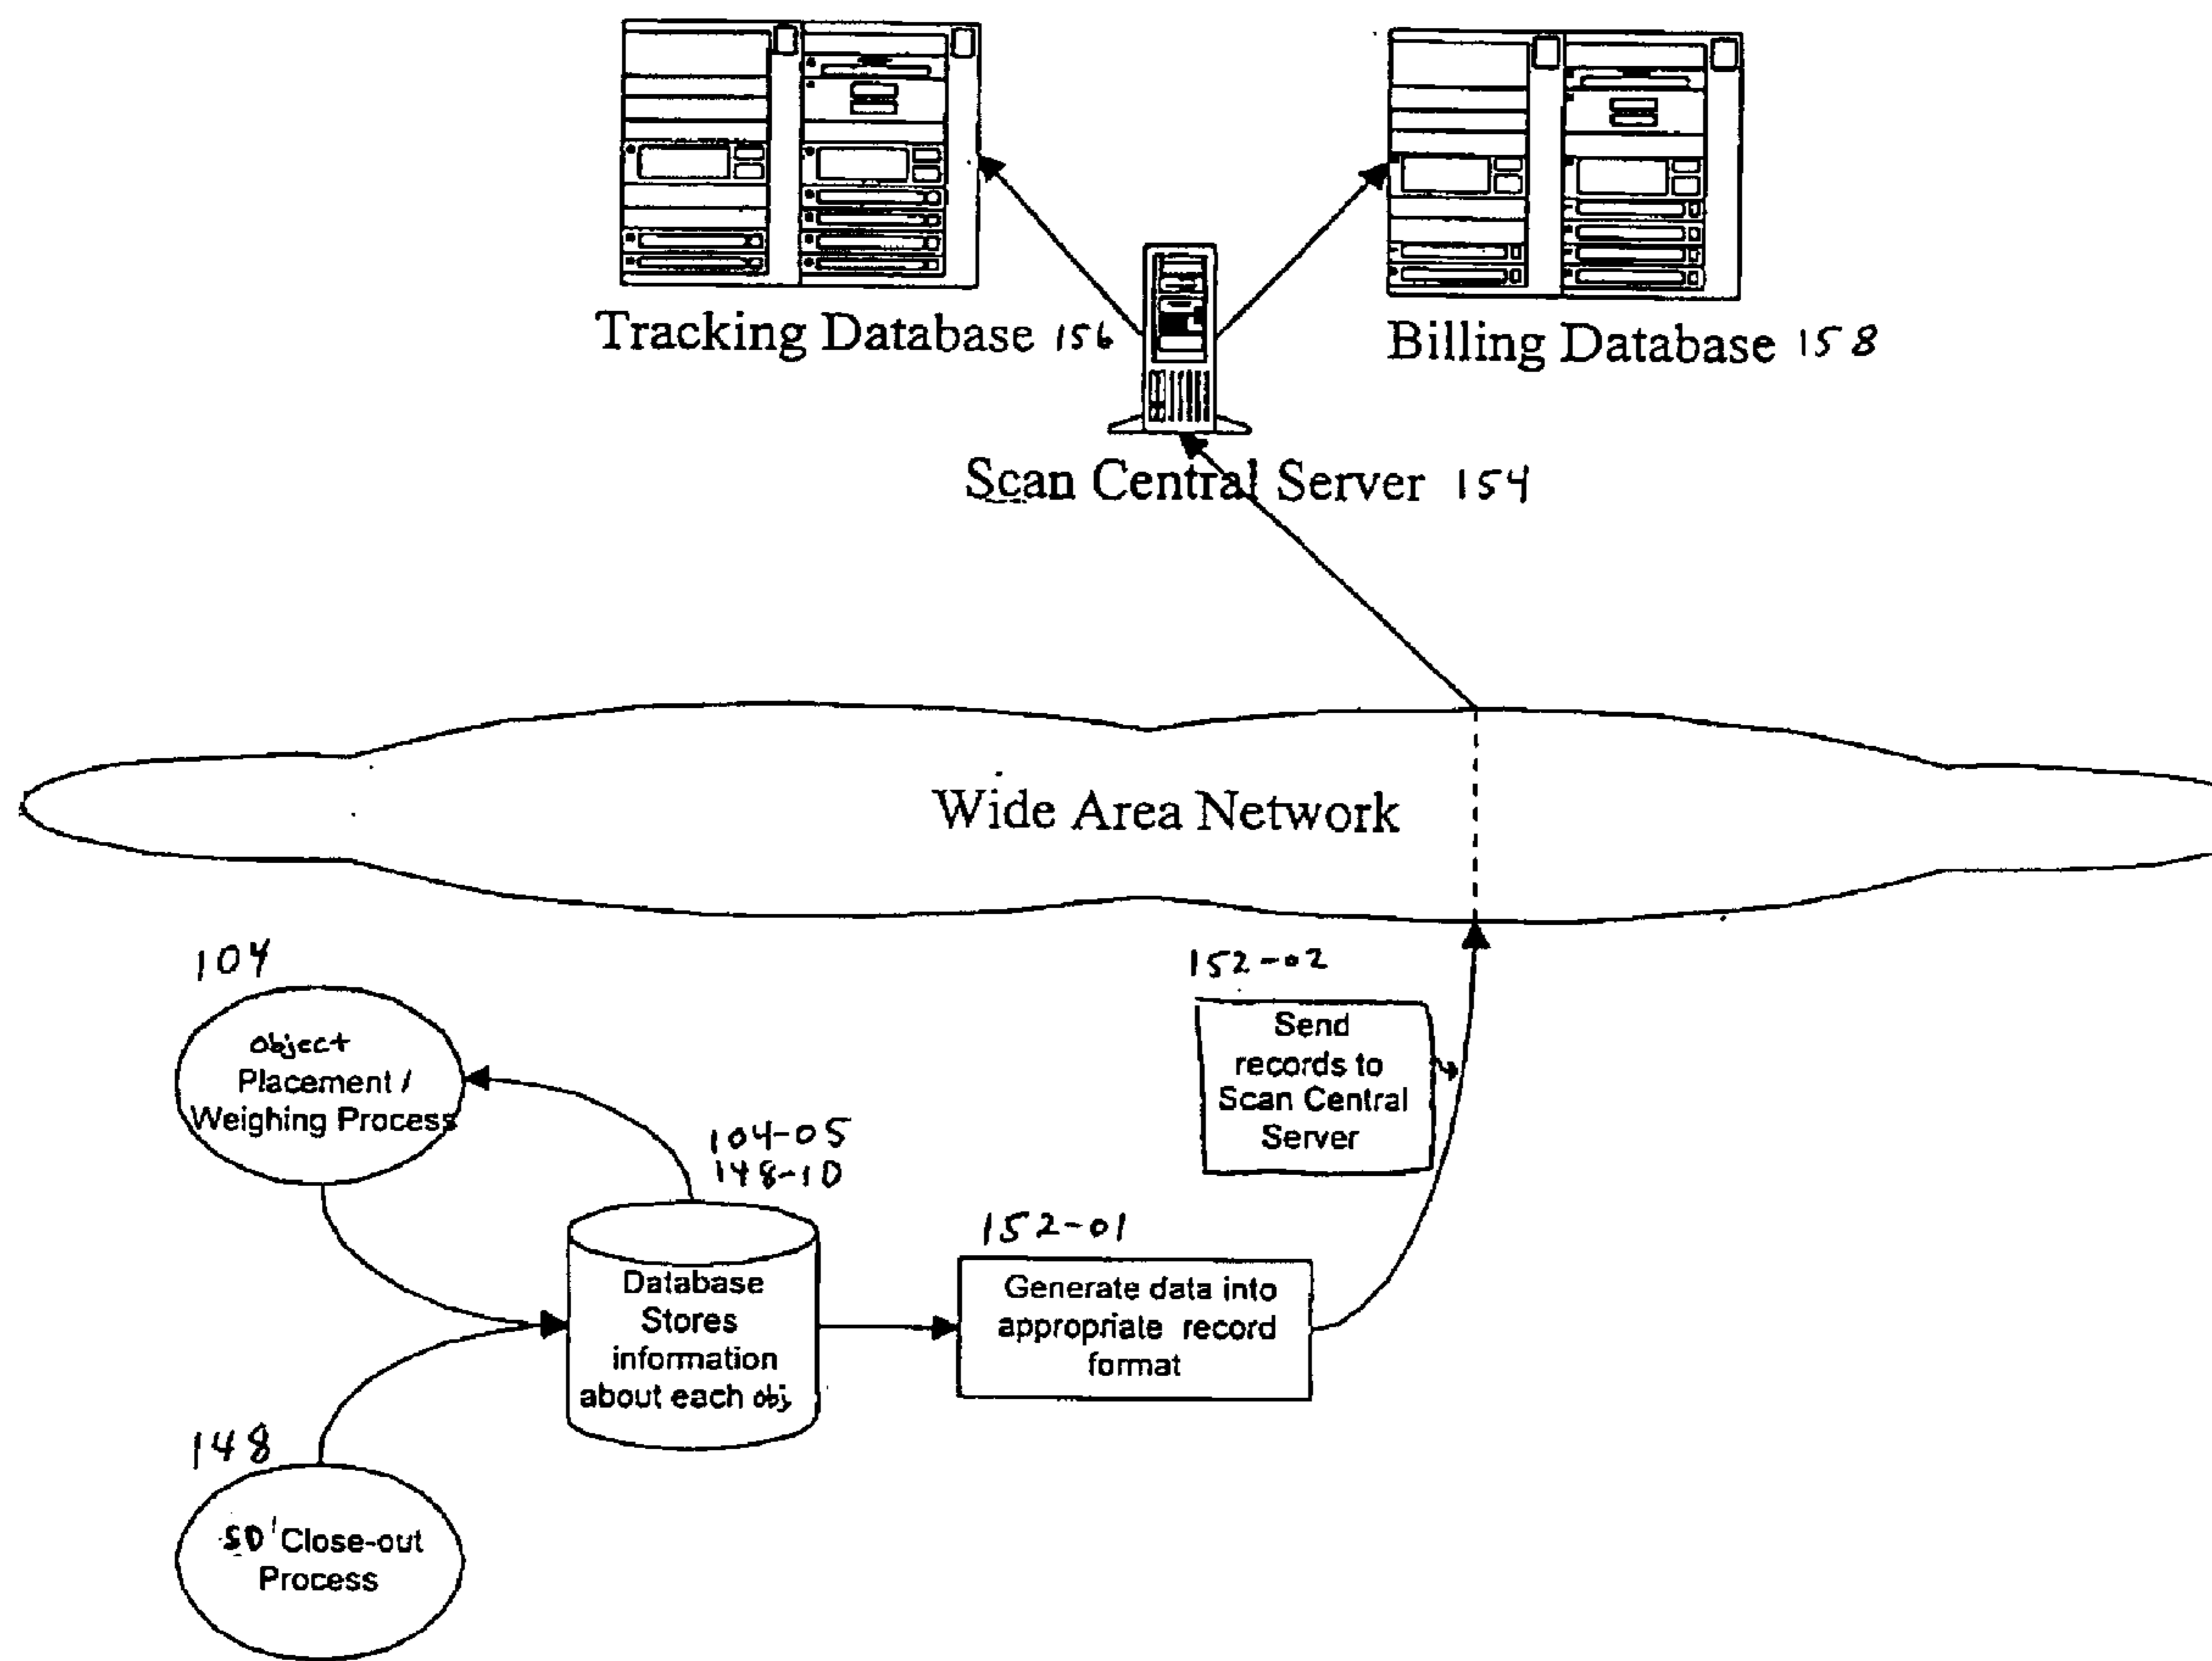 Tracking Database 156
Billing Database 158
Scan Central Server 154
Wide Area Network
104
object
Placement /
Weighing Process
104-05
148-10
Database
Stores
information
about each obj
152-01
Generate data into
appropriate record
format
152-02
Send
records to
Scan Central
Server
148
SD Close-out
Process